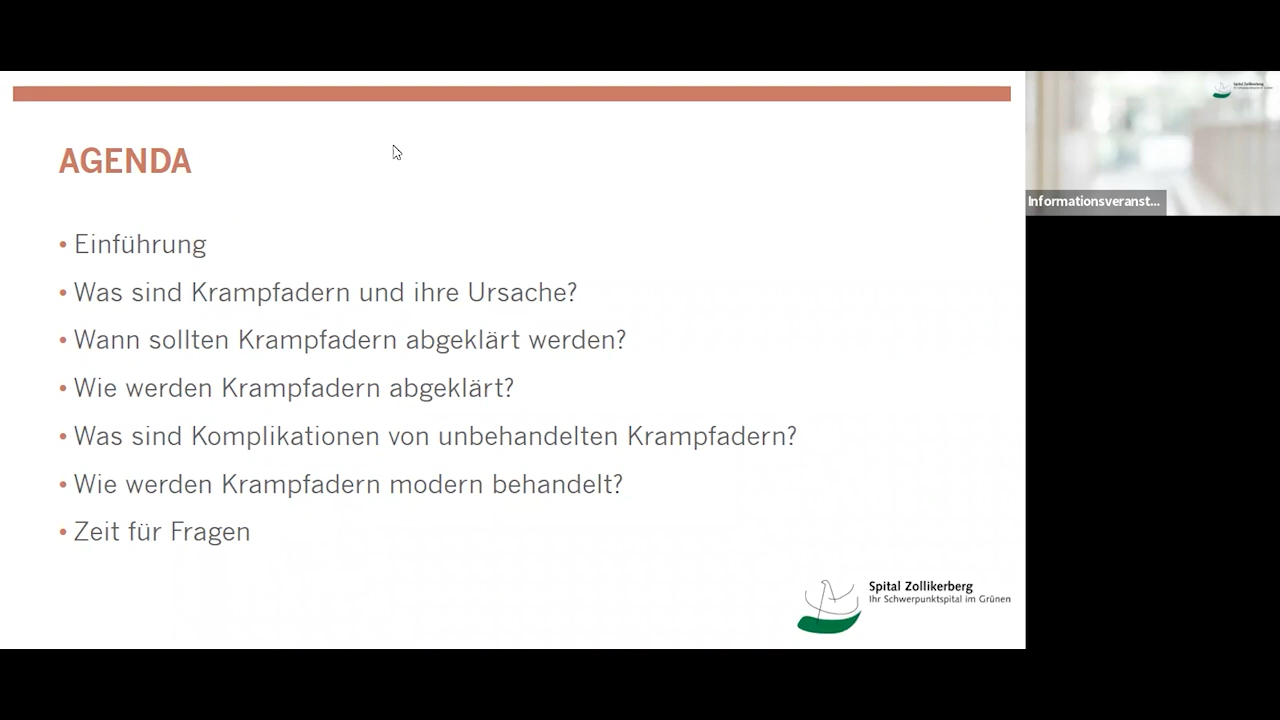 AGENDA
• Einführung
• Was sind Krampfadern und ihre Ursache?
• Wann sollten Krampfadern abgeklärt werden?
• Wie werden Krampfadern abgeklärt?
• Was sind Komplikationen von unbehandelten Krampfadern?
• Wie werden Krampfadern modern behandelt?
• Zeit für Fragen
Spital Zollikerberg
Ihr Schwerpunktspital im Grünen
Spital Zollikerberg
Informationsveranst...